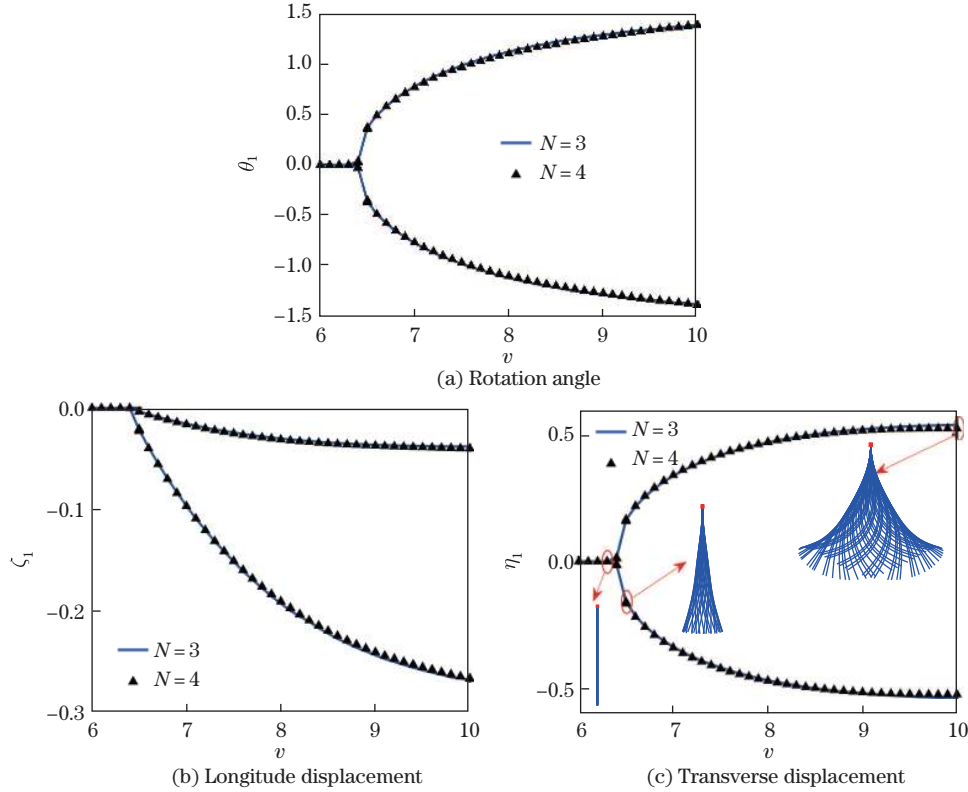 1.5
1.0
0.5
0.0
−0.5
−1.0
−1.5
θ₁
N=3
N=4
6 7 8 9 10
v
(a) Rotation angle
0.0
−0.1
−0.2
−0.3
ζ₁
N=3
N=4
6 7 8 9 10
v
(b) Longitude displacement
0.5
0.0
−0.5
η₁
N=3
N=4
6 7 8 9 10
v
(c) Transverse displacement